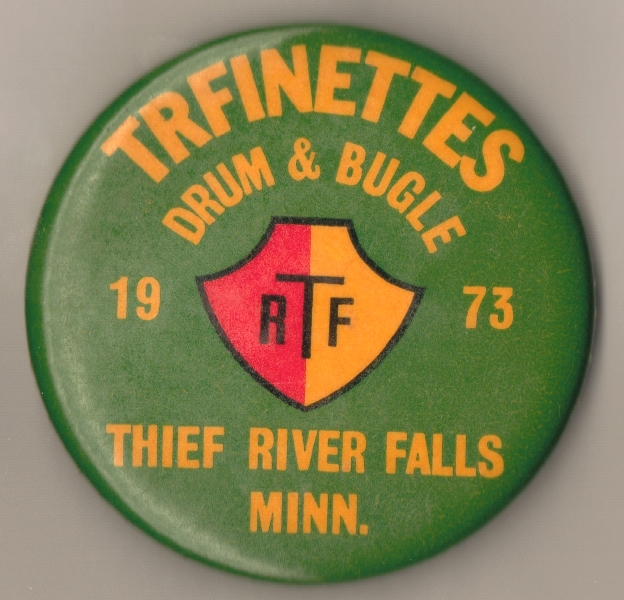 TRFINETTES
DRUM & BUGLE
19 73
RTF
THIEF RIVER FALLS
MINN.